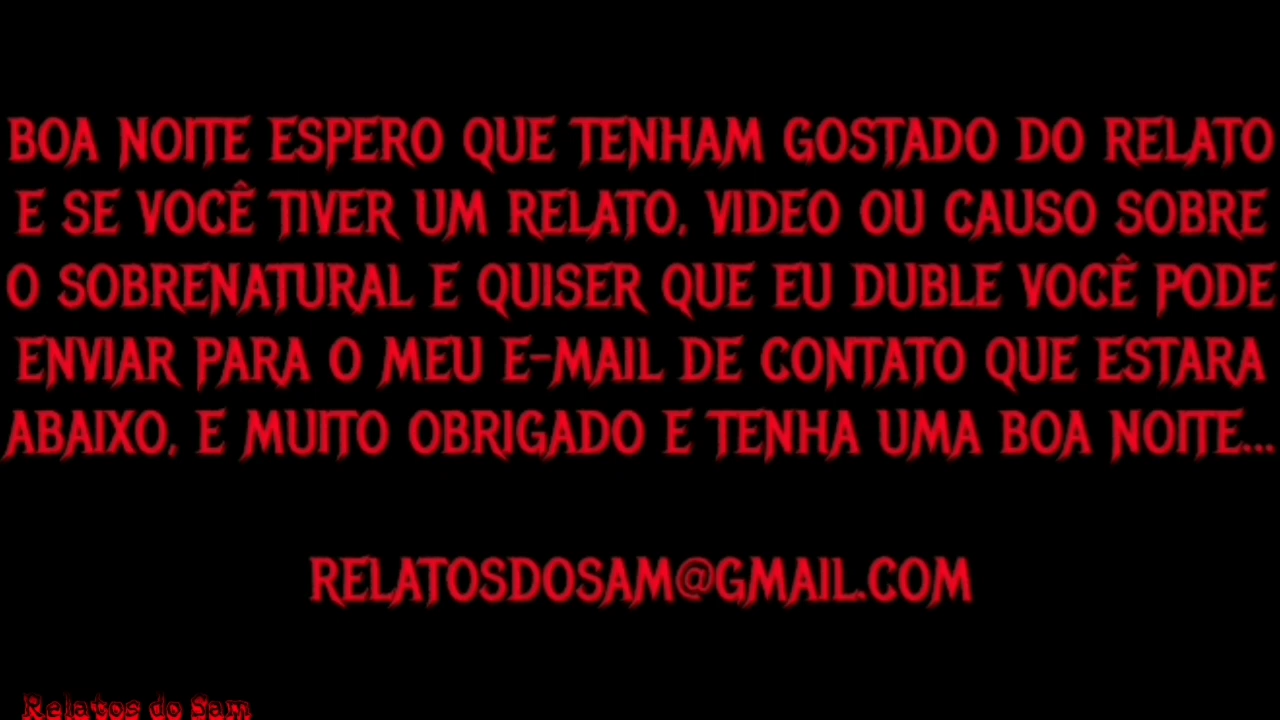 BOA NOITE ESPERO QUE TENHAM GOSTADO DO RELATO
E SE VOCÊ TIVER UM RELATO, VIDEO OU CAUSO SOBRE
O SOBRENATURAL E QUISER QUE EU DUBLE VOCÊ PODE
ENVIAR PARA O MEU E-MAIL DE CONTATO QUE ESTARA
ABAIXO, E MUITO OBRIGADO E TENHA UMA BOA NOITE...
RELATOSDOSAM@GMAIL.COM
Relatos do Sam